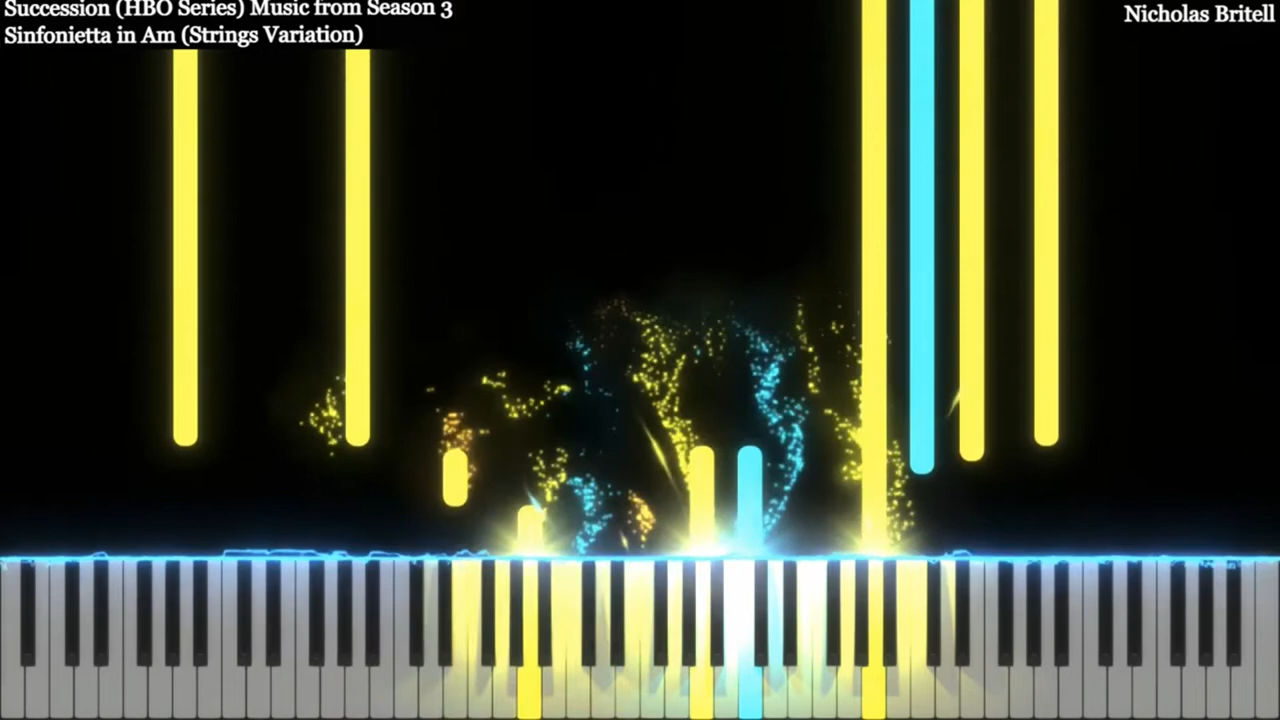 Succession (HBO Series) Music from Season 3
Sinfonietta in Am (Strings Variation)
Nicholas Britell